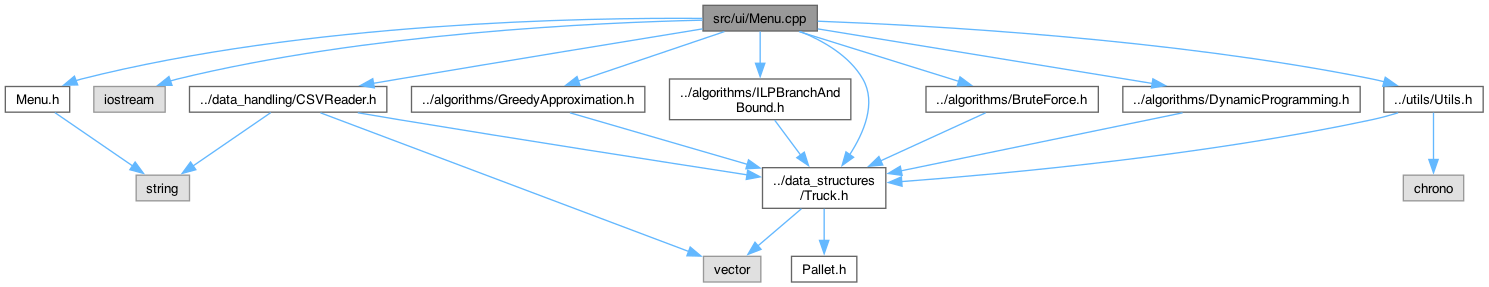 src/ui/Menu.cpp
Menu.h
iostream
../data_handling/CSVReader.h
../algorithms/GreedyApproximation.h
../algorithms/ILPBranchAnd
Bound.h
../algorithms/BruteForce.h
../algorithms/DynamicProgramming.h
../utils/Utils.h
string
../data_structures
/Truck.h
chrono
vector
Pallet.h